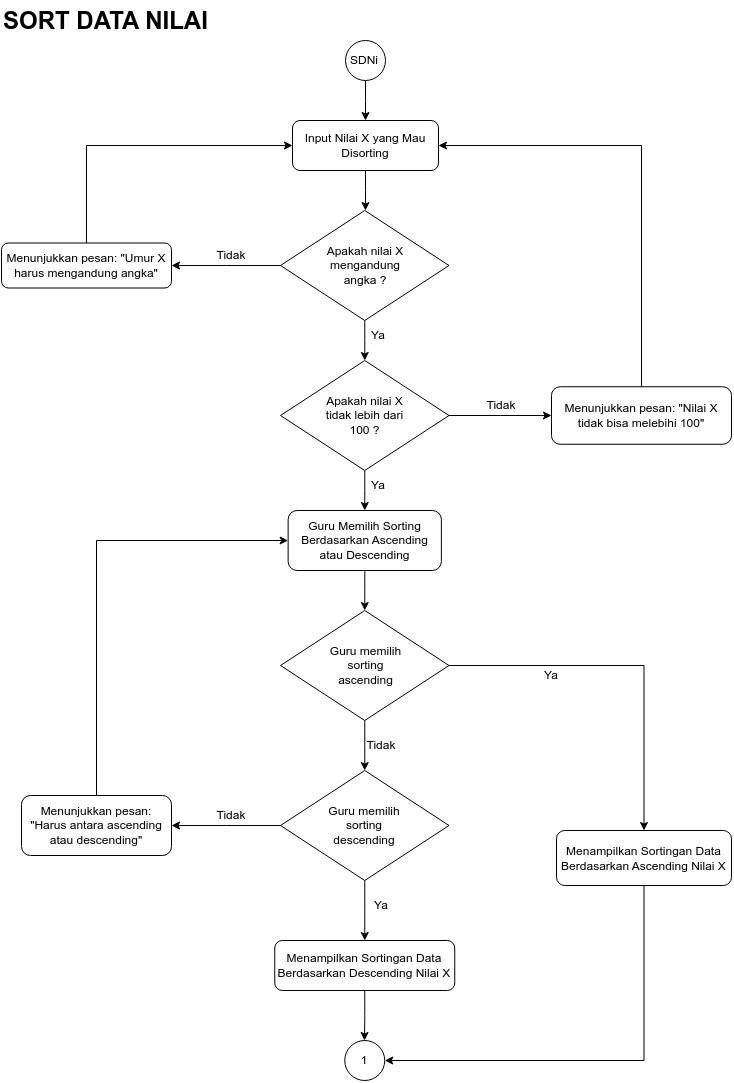 SORT DATA NILAI
SDNi
Input Nilai X yang Mau
Disorting
Apakah nilai X
mengandung
angka ?
Tidak
Menunjukkan pesan: "Umur X
harus mengandung angka"
Ya
Apakah nilai X
tidak lebih dari
100 ?
Tidak
Menunjukkan pesan: "Nilai X
tidak bisa melebihi 100"
Ya
Guru Memilih Sorting
Berdasarkan Ascending
atau Descending
Guru memilih
sorting
ascending
Ya
Tidak
Guru memilih
sorting
descending
Tidak
Menunjukkan pesan:
"Harus antara ascending
atau descending"
Menampilkan Sortingan Data
Berdasarkan Ascending Nilai X
Ya
Menampilkan Sortingan Data
Berdasarkan Descending Nilai X
1